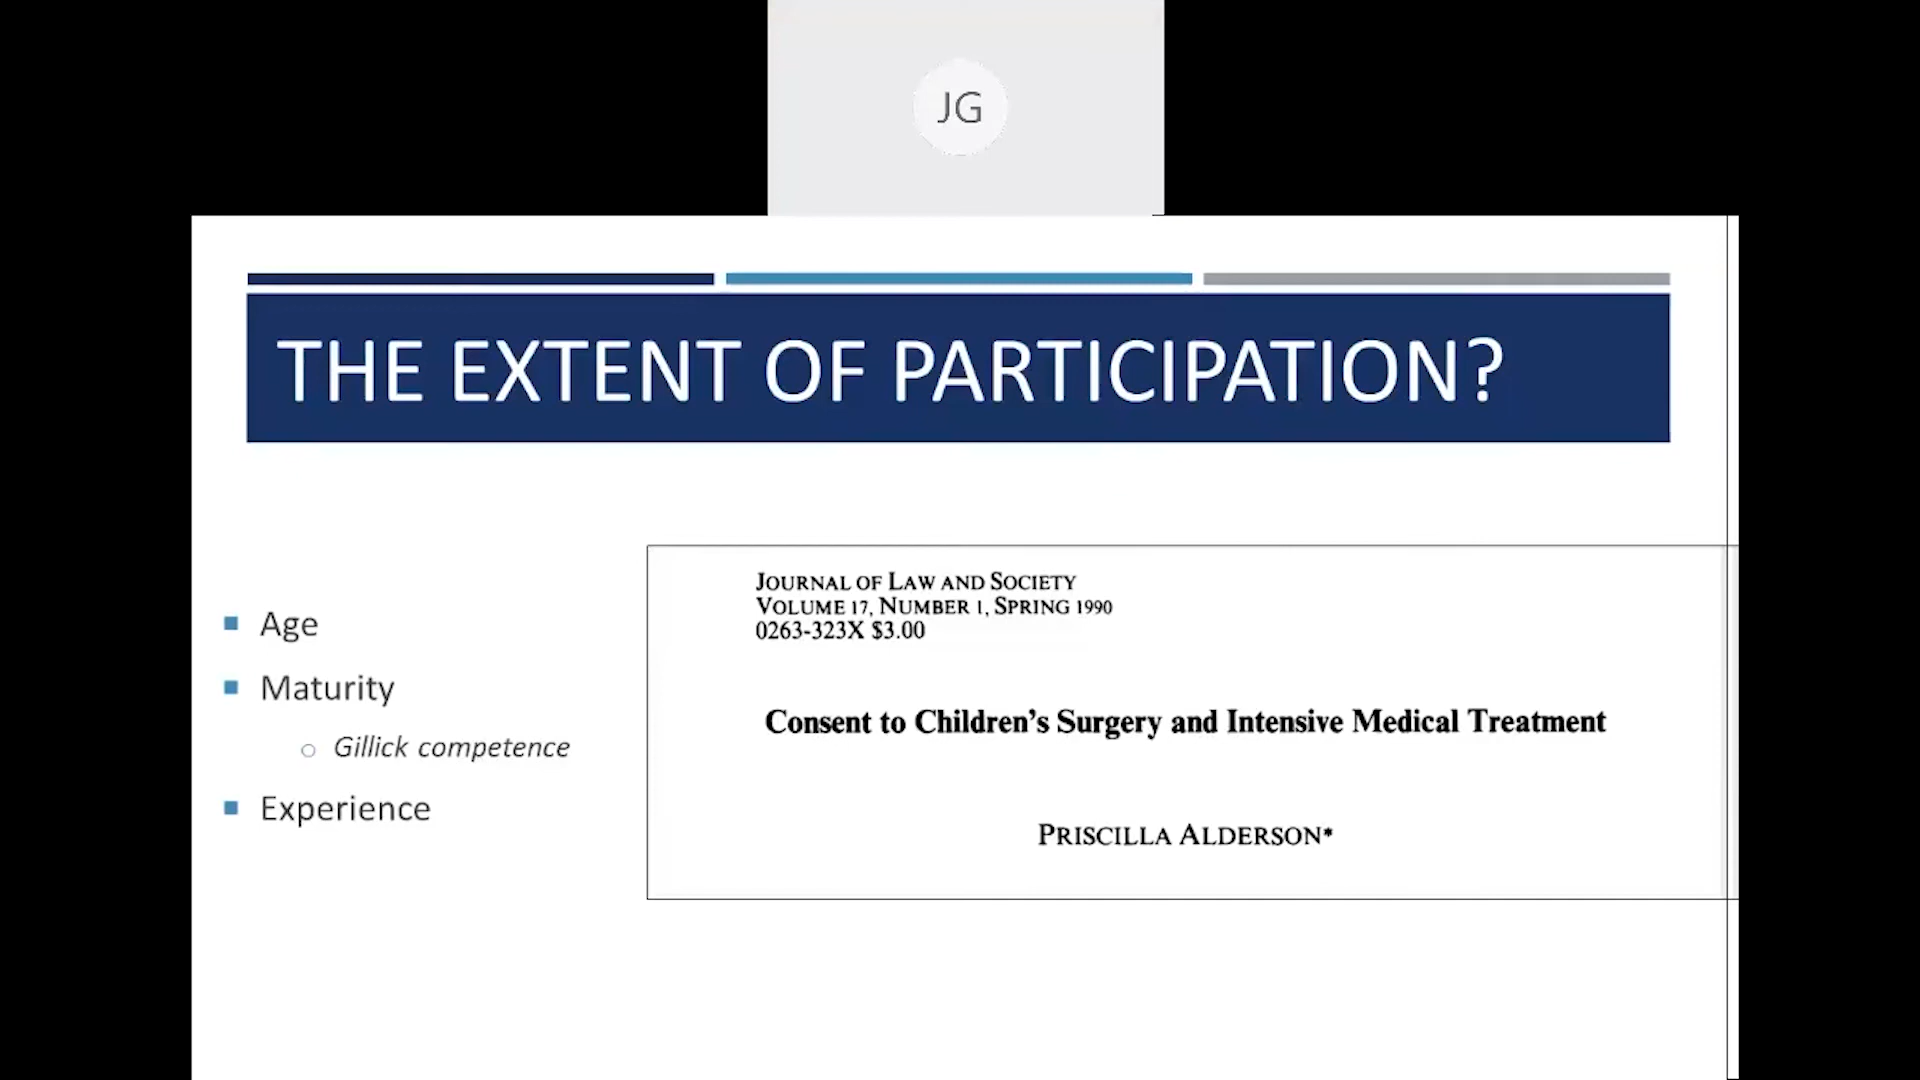 JG
THE EXTENT OF PARTICIPATION?
Age
Maturity
Gillick competence
Experience
JOURNAL OF LAW AND SOCIETY
VOLUME 17, NUMBER 1, SPRING 1990
0263-323X $3.00
Consent to Children's Surgery and Intensive Medical Treatment
PRISCILLA ALDERSON*